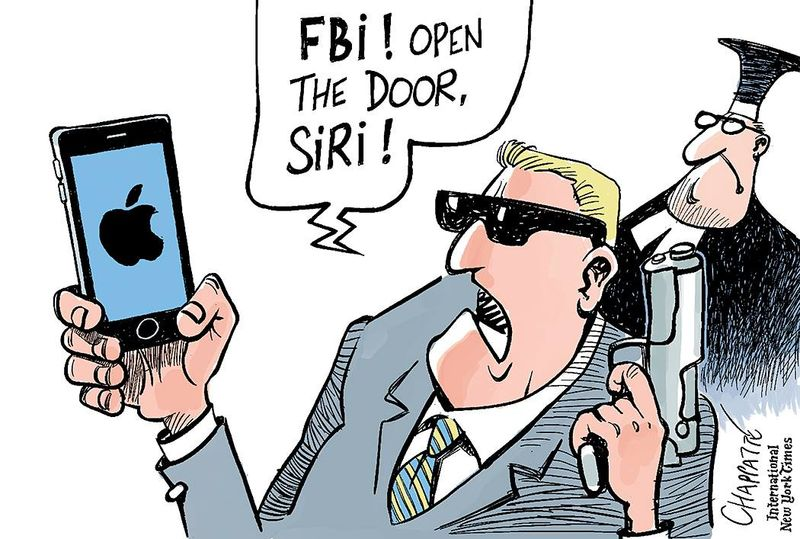 FBi! OPEN
THE DOOR,
SiRi!
CHAPPATTE
International
New York Times